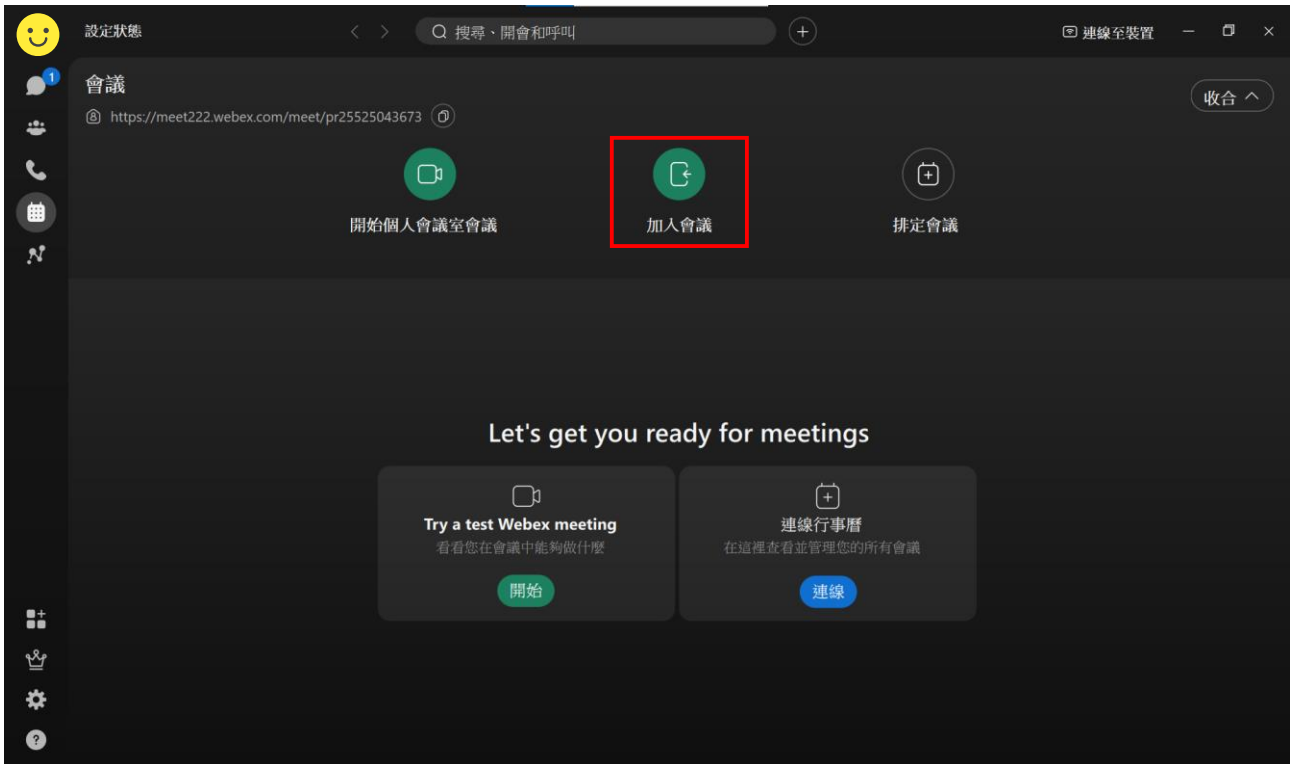 設定狀態
搜尋、開會和呼叫
連線至裝置
1
會議
https://meet222.webex.com/meet/pr25525043673
收合
開始個人會議室會議
加入會議
排定會議
Let's get you ready for meetings
Try a test Webex meeting
看看您在會議中能夠做什麼
開始
連線行事曆
在這裡查看並管理您的所有會議
連線